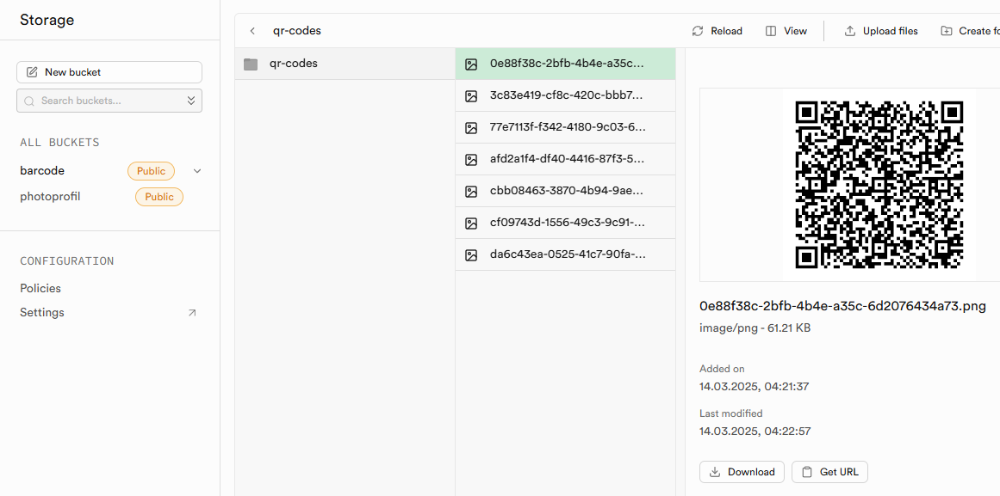 Storage
New bucket
Search buckets...
ALL BUCKETS
barcode Public
photoprofil Public
CONFIGURATION
Policies
Settings
qr-codes
Reload View Upload files Create fo
qr-codes
0e88f38c-2bfb-4b4e-a35c...
3c83e419-cf8c-420c-bbb7...
77e7113f-f342-4180-9c03-6...
afd2a1f4-df40-4416-87f3-5...
cbb08463-3870-4b94-9ae...
cf09743d-1556-49c3-9c91-...
da6c43ea-0525-41c7-90fa-...
0e88f38c-2bfb-4b4e-a35c-6d2076434a73.png
image/png - 61.21 KB
Added on
14.03.2025, 04:21:37
Last modified
14.03.2025, 04:22:57
Download Get URL